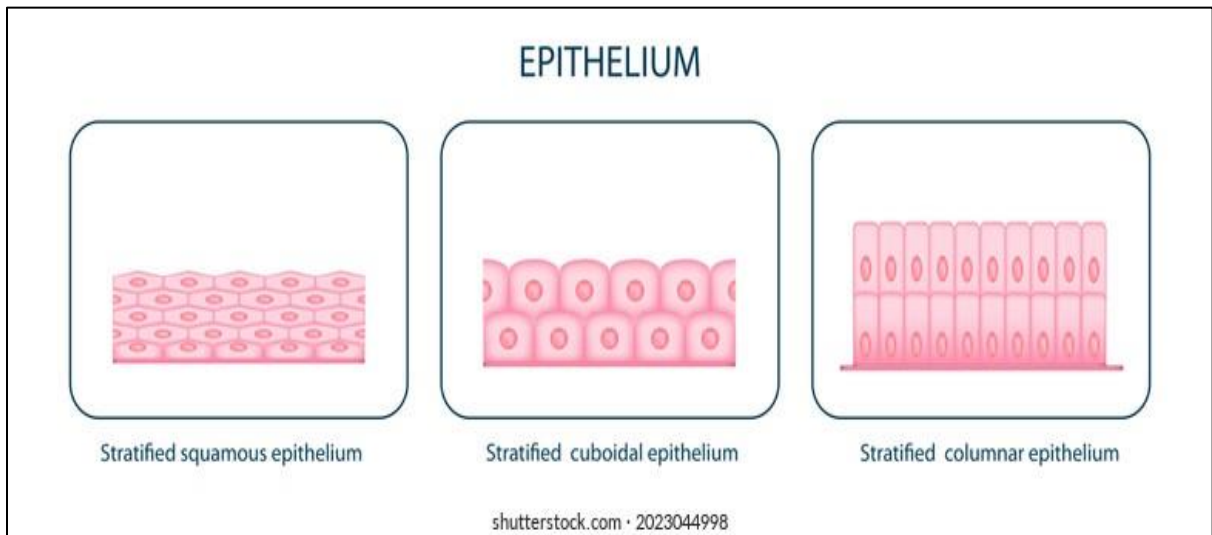 EPITHELIUM
Stratified squamous epithelium
Stratified cuboidal epithelium
Stratified columnar epithelium
shutterstock.com · 2023044998